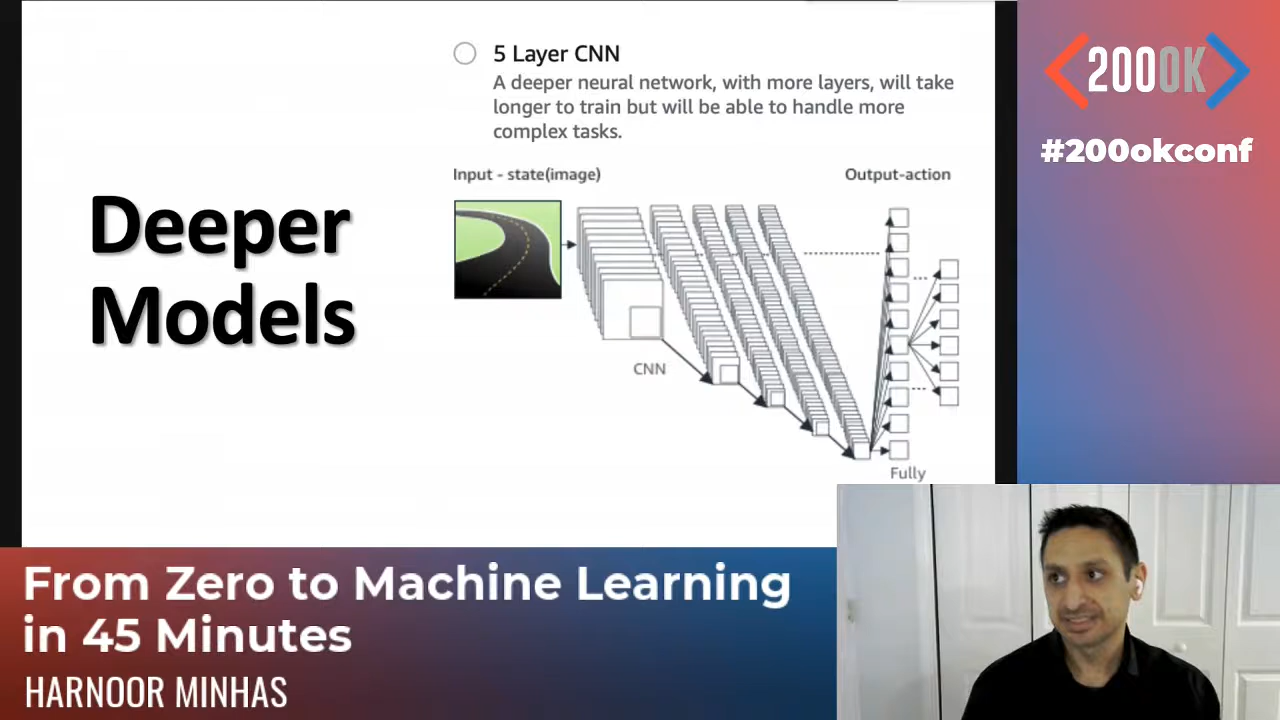 5 Layer CNN
A deeper neural network, with more layers, will take
longer to train but will be able to handle more
complex tasks.
Deeper
Models
Input - state(image)
Output-action
CNN
Fully
200OK
#200okconf
From Zero to Machine Learning
in 45 Minutes
HARNOOR MINHAS